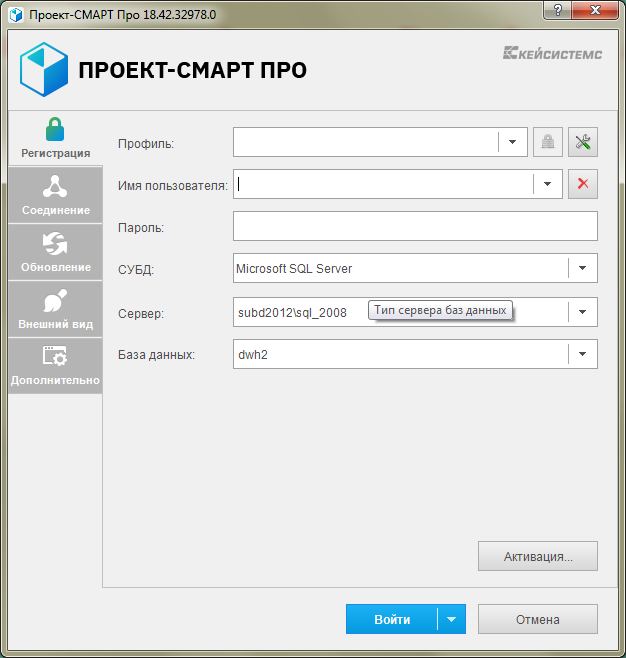 Проект-СМАРТ Про 18.42.32978.0
ПРОЕКТ-СМАРТ ПРО
КЕЙСИСТЕМС
Регистрация
Соединение
Обновление
Внешний вид
Дополнительно
Профиль:
Имя пользователя:
Пароль:
СУБД:
Microsoft SQL Server
Сервер:
subd2012\sql_2008
Тип сервера баз данных
База данных:
dwh2
Активация...
Войти
Отмена